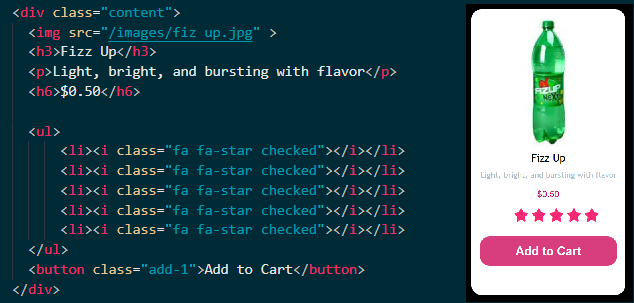 <div class="content">
<img src="/images/fiz up.jpg" >
<h3>Fizz Up</h3>
<p>Light, bright, and bursting with flavor</p>
<h6>$0.50</h6>
<ul>
<li><i class="fa fa-star checked"></i></li>
<li><i class="fa fa-star checked"></i></li>
<li><i class="fa fa-star checked"></i></li>
<li><i class="fa fa-star checked"></i></li>
<li><i class="fa fa-star checked"></i></li>
</ul>
<button class="add-1">Add to Cart</button>
</div>
FIZUP
Fizz Up
Light, bright, and bursting with flavor
$0.50
Add to Cart